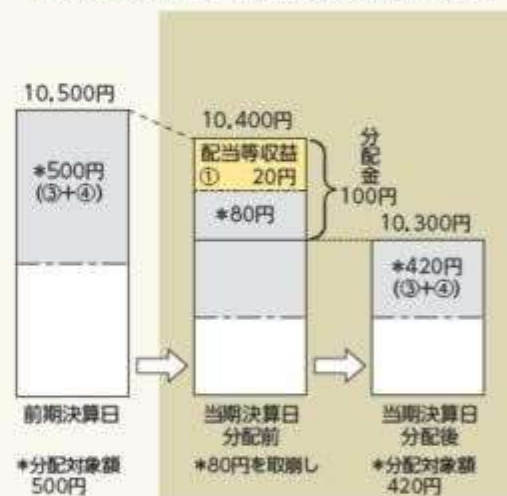 10,500円
*500円
(③+④)
前期決算日
*分配対象額
500円
10,400円
配当等収益
① 20円
*80円
分配金
100円
当期決算日
分配前
*80円を取崩し
10,300円
*420円
(③+④)
当期決算日
分配後
*分配対象額
420円